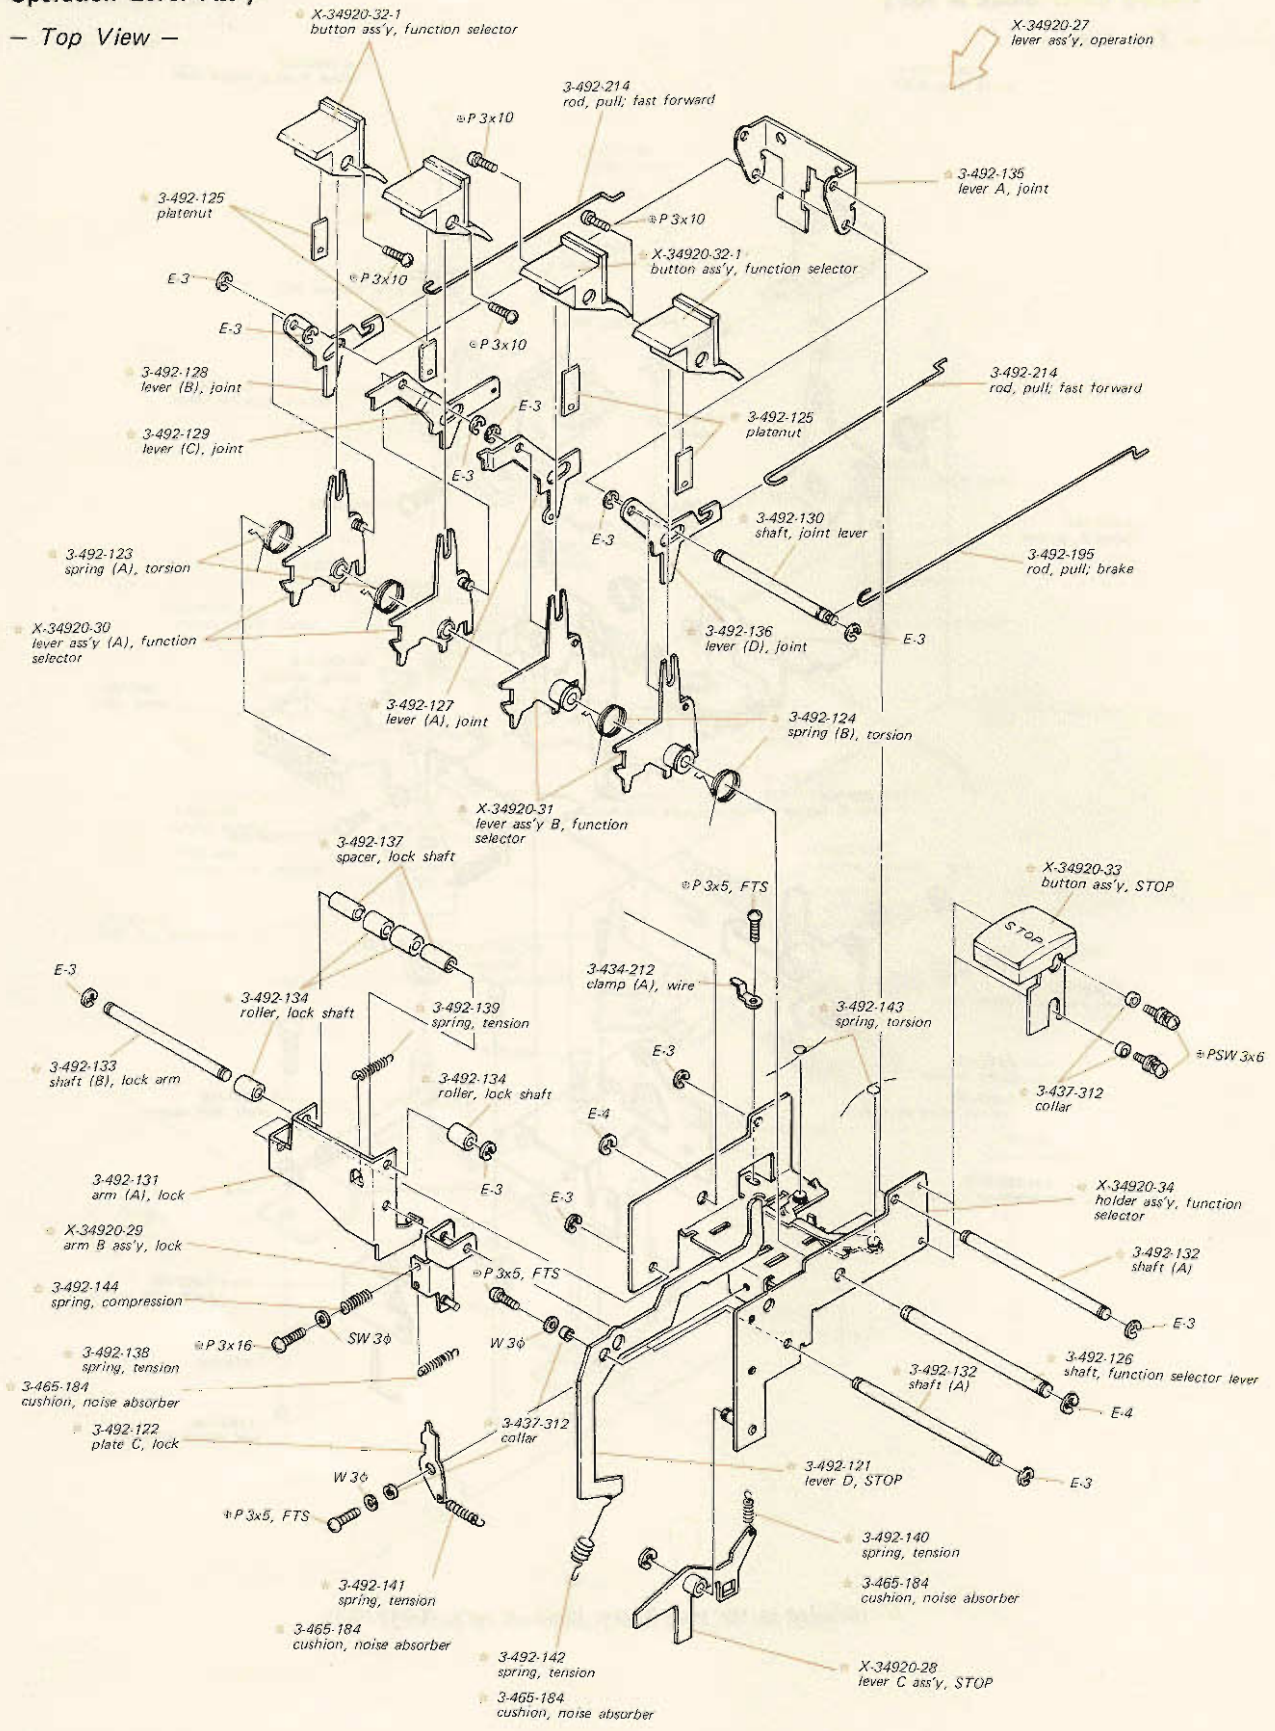 – Top View –
X-34920-32-1
button ass'y, function selector
X-34920-27
lever ass'y, operation
3-492-214
rod, pull; fast forward
⊕P 3x10
3-492-135
lever A, joint
3-492-125
platenut
⊕P 3x10
X-34920-32-1
button ass'y, function selector
E-3
⊕P 3x10
E-3
⊕P 3x10
3-492-128
lever (B), joint
3-492-214
rod, pull; fast forward
E-3
3-492-125
platenut
3-492-129
lever (C), joint
E-3
3-492-130
shaft, joint lever
E-3
3-492-123
spring (A), torsion
3-492-195
rod, pull; brake
X-34920-30
lever ass'y (A), function
selector
3-492-136
lever (D), joint
E-3
3-492-127
lever (A), joint
3-492-124
spring (B), torsion
X-34920-31
lever ass'y B, function
selector
3-492-137
spacer, lock shaft
X-34920-33
button ass'y, STOP
⊕P 3x5, FTS
STOP
E-3
3-434-212
clamp (A), wire
3-492-134
roller, lock shaft
3-492-139
spring, tension
3-492-143
spring, torsion
E-3
⊕PSW 3x6
3-492-133
shaft (B), lock arm
3-492-134
roller, lock shaft
3-437-312
collar
E-4
3-492-131
arm (A), lock
E-3
E-3
X-34920-34
holder ass'y, function
selector
X-34920-29
arm B ass'y, lock
3-492-132
shaft (A)
⊕P 3x5, FTS
3-492-144
spring, compression
E-3
⊕P 3x16
SW 3φ
W 3φ
3-492-138
spring, tension
3-492-126
shaft, function selector lever
3-492-132
shaft (A)
3-465-184
cushion, noise absorber
E-4
3-437-312
collar
3-492-122
plate C, lock
3-492-121
lever D, STOP
W 3φ
E-3
⊕P 3x5, FTS
3-492-140
spring, tension
3-492-141
spring, tension
3-465-184
cushion, noise absorber
3-465-184
cushion, noise absorber
3-492-142
spring, tension
X-34920-28
lever C ass'y, STOP
3-465-184
cushion, noise absorber